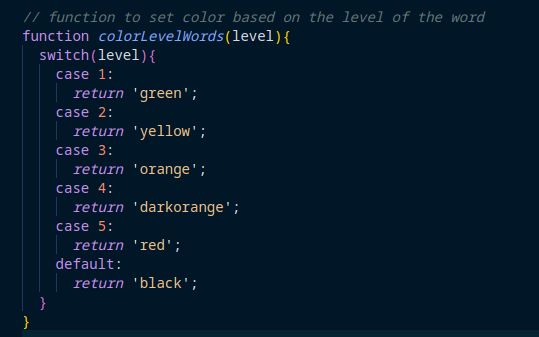 // function to set color based on the level of the word
function colorLevelWords(level){
  switch(level){
    case 1:
      return 'green';
    case 2:
      return 'yellow';
    case 3:
      return 'orange';
    case 4:
      return 'darkorange';
    case 5:
      return 'red';
    default:
      return 'black';
  }
}